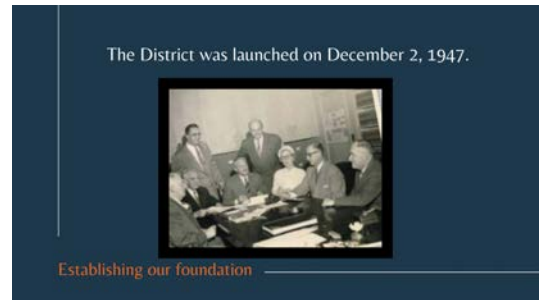 The District was launched on December 2, 1947.
Establishing our foundation